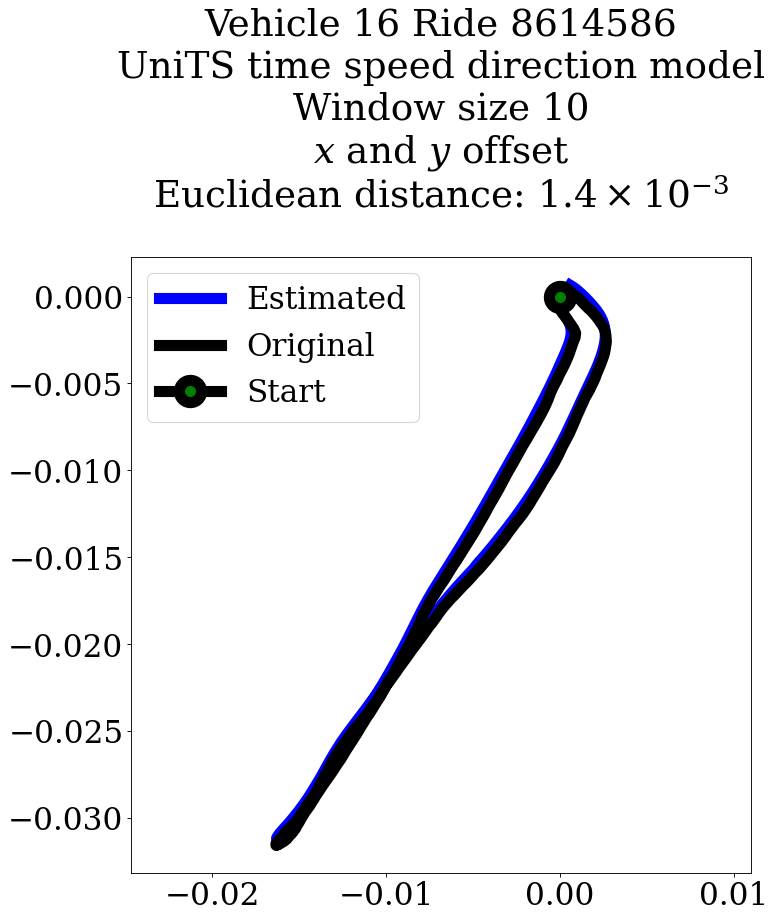 Vehicle 16 Ride 8614586
UniTS time speed direction model
Window size 10
x and y offset
Euclidean distance: 1.4 × 10⁻³
Estimated
Original
Start
0.000
−0.005
−0.010
−0.015
−0.020
−0.025
−0.030
−0.02 −0.01 0.00 0.01